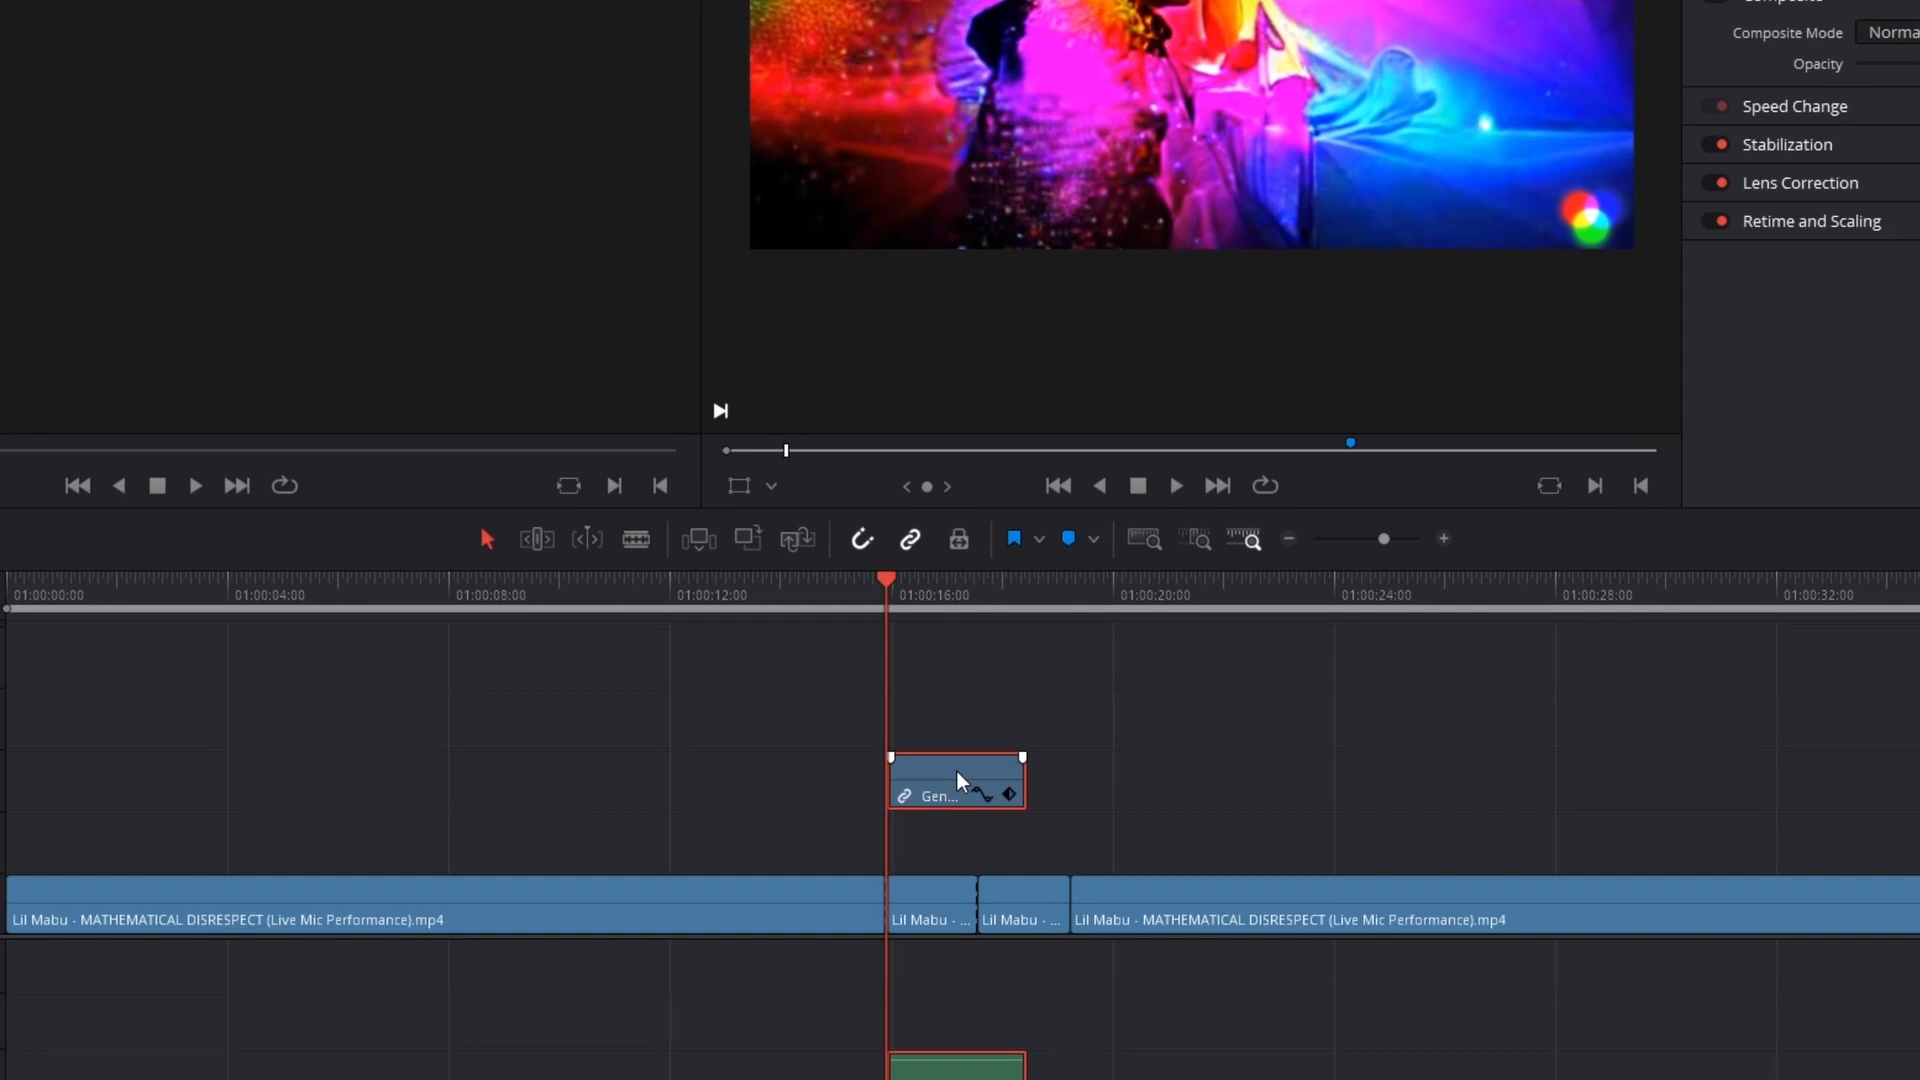 Composite
Composite Mode
Norma
Opacity
Speed Change
Stabilization
Lens Correction
Retime and Scaling
01:00:00:00
01:00:04:00
01:00:08:00
01:00:12:00
01:00:16:00
01:00:20:00
01:00:24:00
01:00:28:00
01:00:32:00
Gen...
Lil Mabu - MATHEMATICAL DISRESPECT (Live Mic Performance).mp4
Lil Mabu - ...
Lil Mabu - ...
Lil Mabu - MATHEMATICAL DISRESPECT (Live Mic Performance).mp4